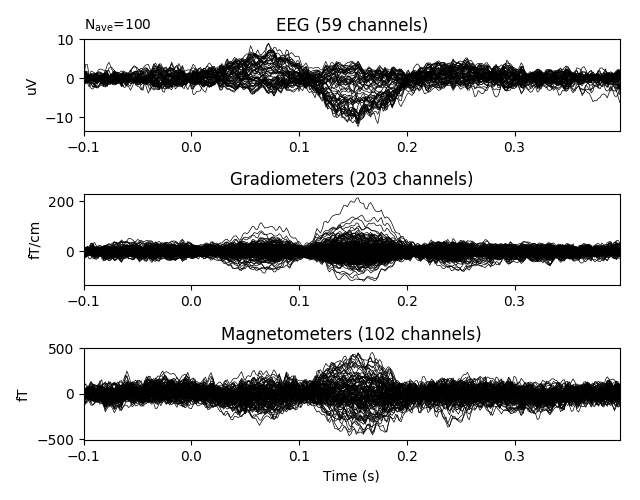 Nave=100
EEG (59 channels)
10
0
−10
uV
−0.1 0.0 0.1 0.2 0.3
Gradiometers (203 channels)
200
0
fT/cm
−0.1 0.0 0.1 0.2 0.3
Magnetometers (102 channels)
500
0
−500
fT
−0.1 0.0 0.1 0.2 0.3
Time (s)